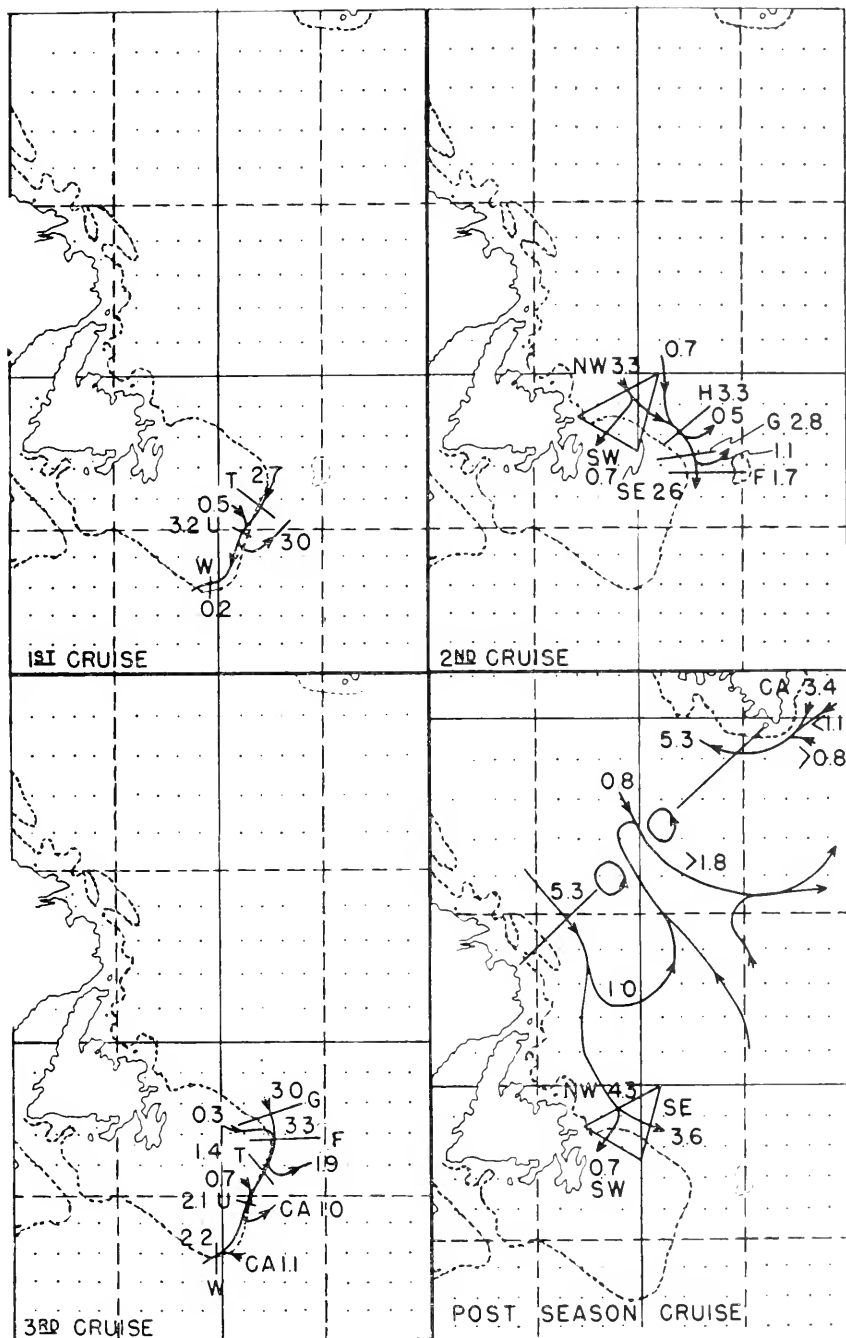 T 2.7
0.5
3.2 U
3.0
W
0.2
1ST CRUISE
0.7
NW 3.3
H 3.3
0.5
G 2.8
1.1
SW
0.7
SE 2.6
F 1.7
2ND CRUISE
3.0 G
0.3
3.3 F
1.4 T
1.9
0.7
2.1 U
CA 1.0
2.2
CA 1.1
W
3RD CRUISE
CA 3.4
<1.1
5.3
>0.8
0.8
>1.8
5.3
1.0
NW 4.3
SE
3.6
0.7
SW
POST SEASON CRUISE